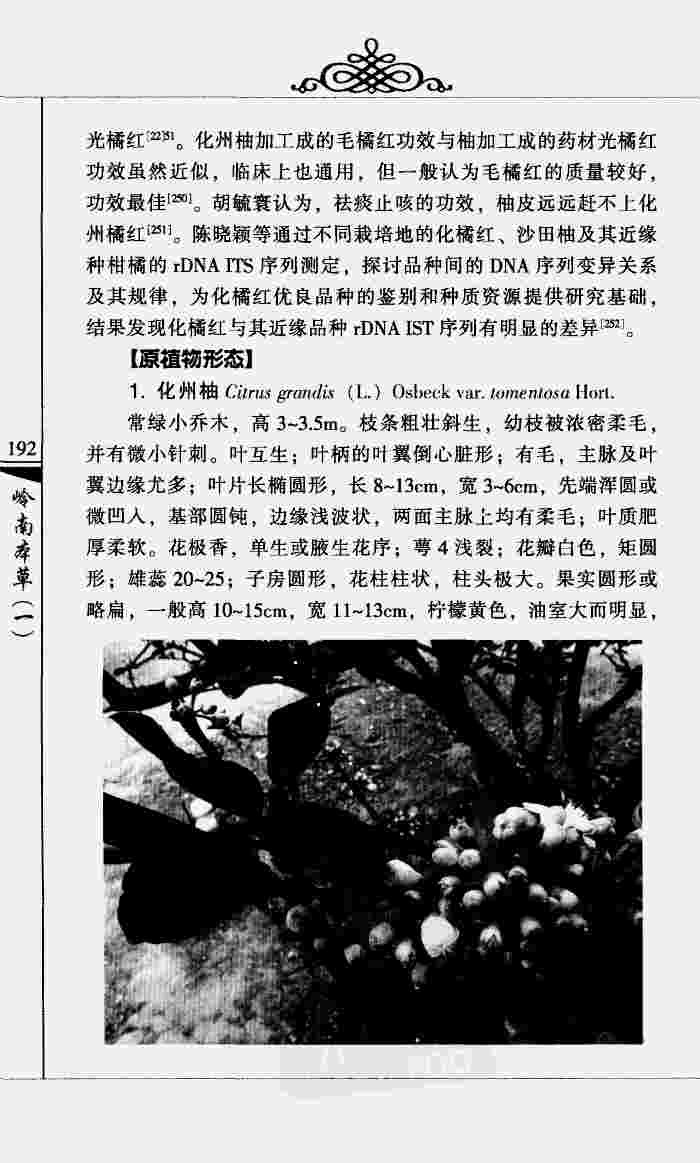 光橘红。化州柚加工成的毛橘红功效与柚加工成的药材光橘红
功效虽然近似，临床上也通用，但一般认为毛橘红的质量较好，
功效最佳[250]。胡毓寰认为，祛痰止咳的功效，柚皮远远赶不上化
州橘红[251]。陈晓颖等通过不同栽培地的化橘红、沙田柚及其近缘
种柑橘的 rDNA ITS 序列测定，探讨品种间的 DNA 序列变异关系
及其规律，为化橘红优良品种的鉴别和种质资源提供研究基础，
结果发现化橘红与其近缘品种 rDNA IST 序列有明显的差异[252]。
【原植物形态】
1. 化州柚 Citrus grandis (L.) Osbeck var. tomentosa Hort.
常绿小乔木，高 3~3.5m。枝条粗壮斜生，幼枝被浓密柔毛，
并有微小针刺。叶互生；叶柄的叶翼倒心脏形；有毛，主脉及叶
翼边缘尤多；叶片长椭圆形，长 8~13cm，宽 3~6cm，先端浑圆或
微凹入，基部圆钝，边缘浅波状，两面主脉上均有柔毛；叶质肥
厚柔软。花极香，单生或腋生花序；萼 4 浅裂；花瓣白色，矩圆
形；雄蕊 20~25；子房圆形，花柱柱状，柱头极大。果实圆形或
略扁，一般高 10~15cm，宽 11~13cm，柠檬黄色，油室大而明显，
192
岭南本草（一）